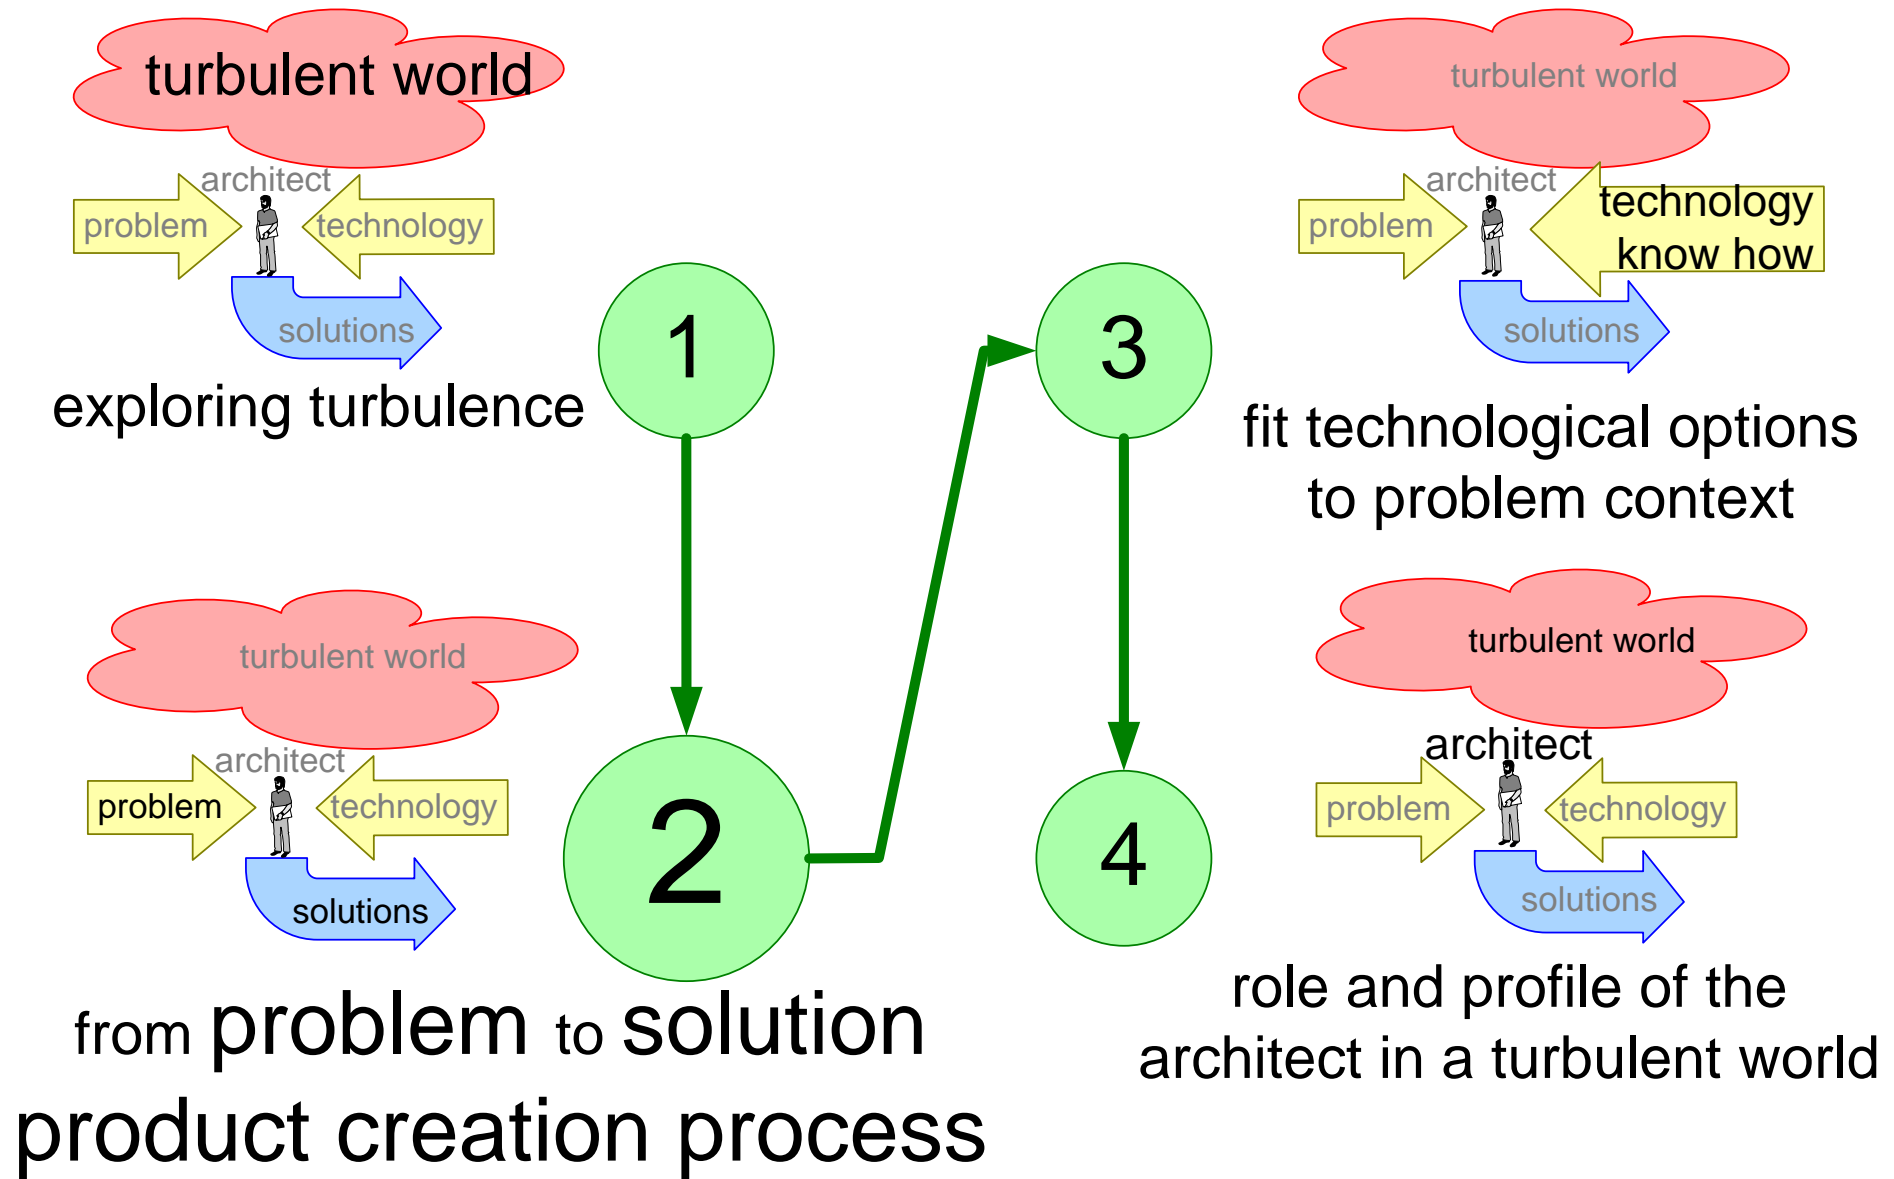 turbulent world
architect
problem
technology
solutions
exploring turbulence
1
turbulent world
architect
problem
technology
solutions
2
from problem to solution
product creation process
turbulent world
architect
problem
technology
know how
solutions
3
fit technological options
to problem context
turbulent world
architect
problem
technology
solutions
4
role and profile of the
architect in a turbulent world